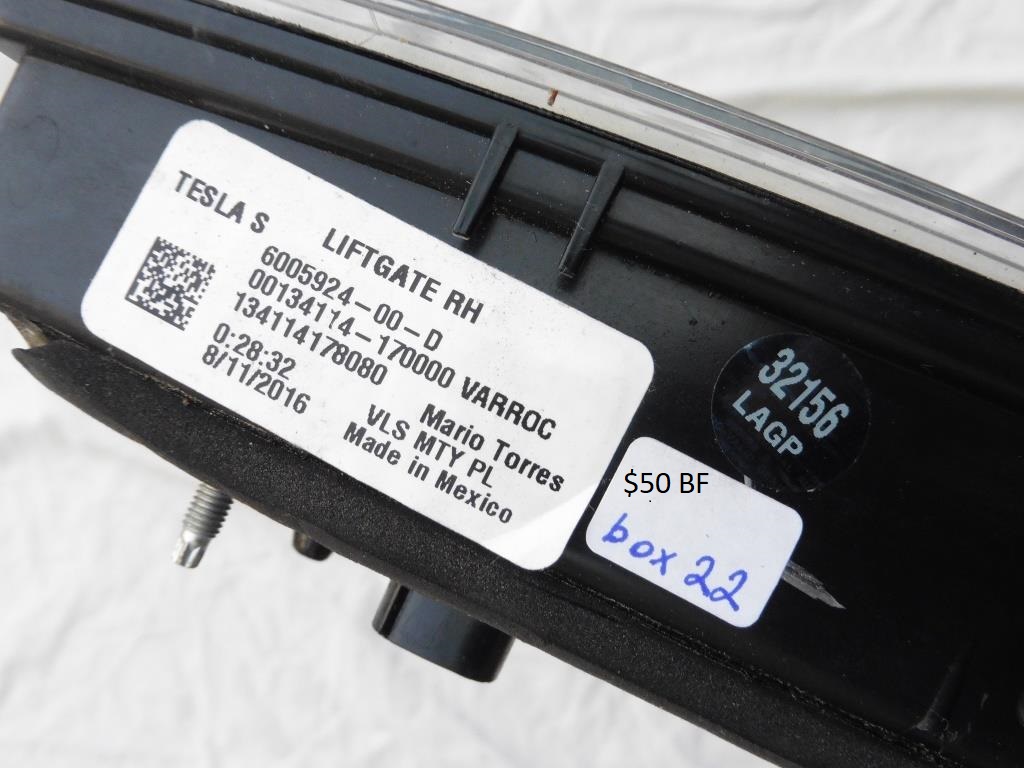 TESLA S
LIFTGATE RH
6005924-00-D
00134114-170000 VARROC
134114178080
0:28:32
8/11/2016
Mario Torres
VLS MTY PL
Made in Mexico
32156
LAGP
$50 BF
box 22